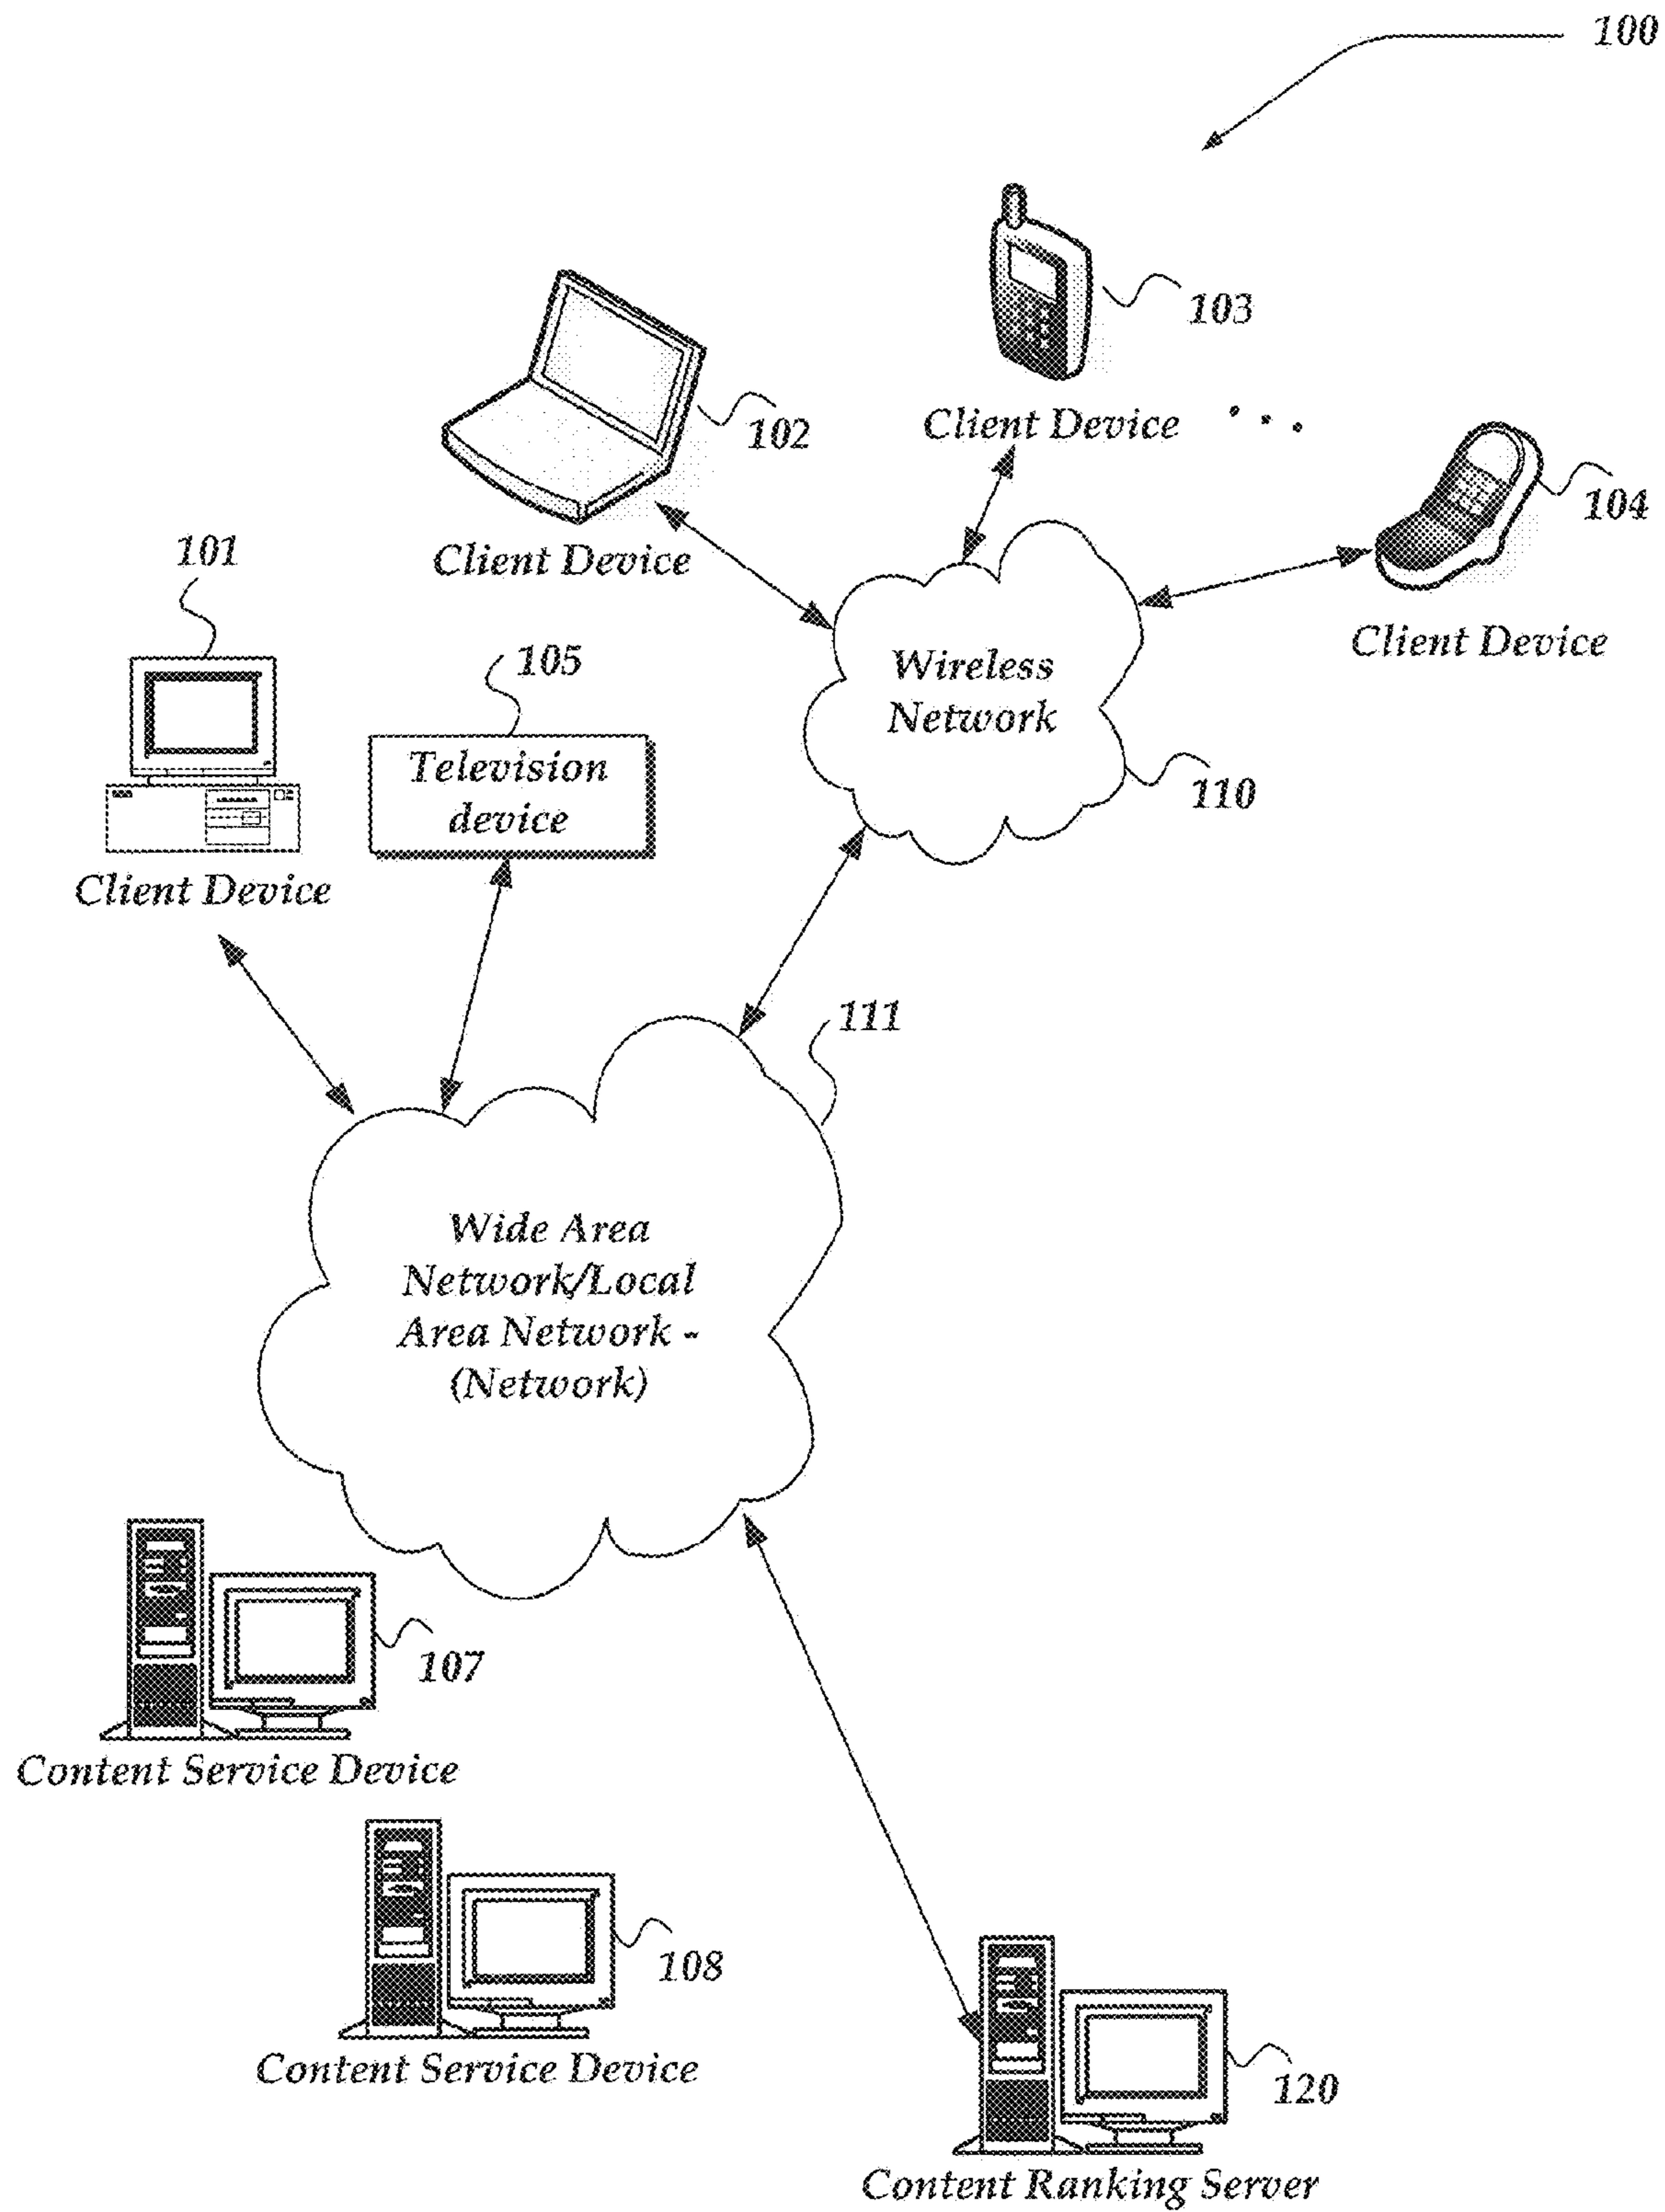 100
103
Client Device
102
Client Device
104
Client Device
101
Client Device
105
Television
device
Wireless
Network
110
111
Wide Area
Network/Local
Area Network -
(Network)
107
Content Service Device
108
Content Service Device
120
Content Ranking Server